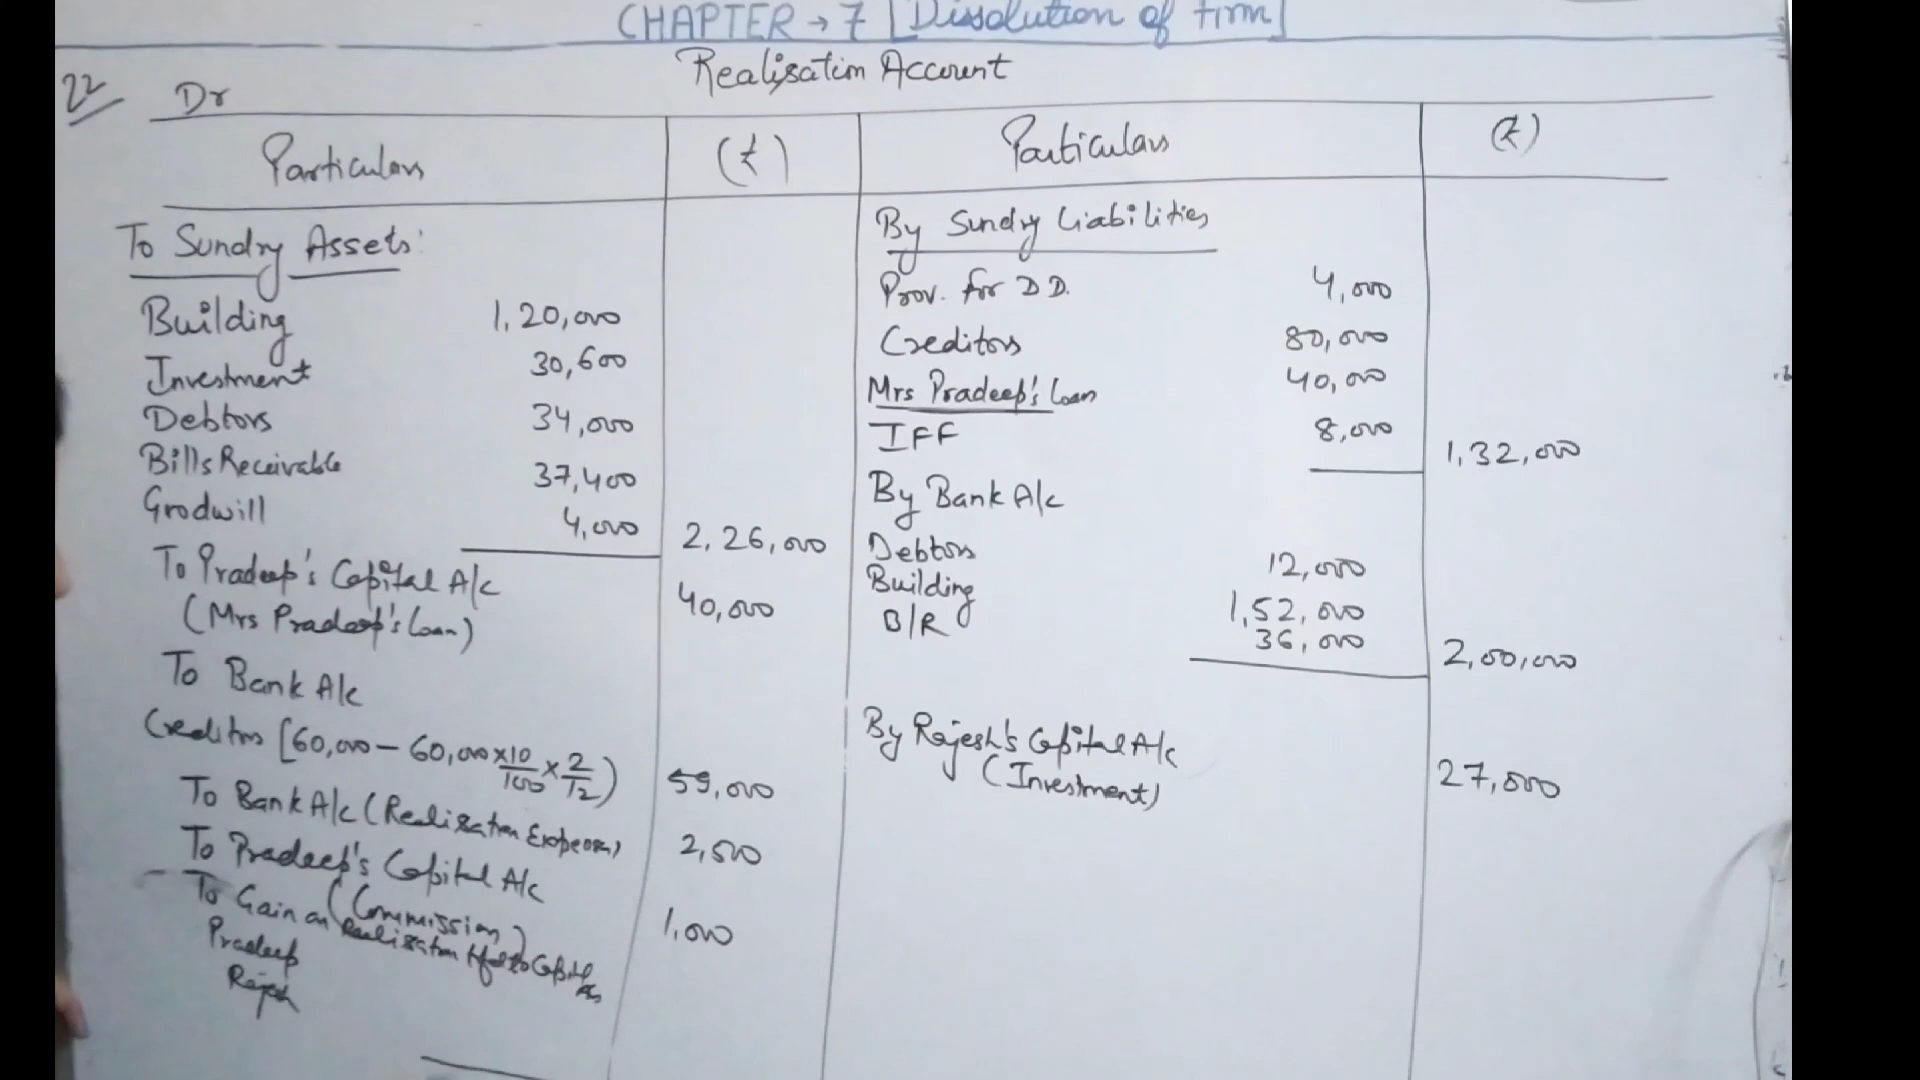 CHAPTER → 7 [Dissolution of Firm]
Realisation Account
22 Dr
Particulars (₹) Particulars (₹)
To Sundry Assets:
Building 1,20,000
Investment 30,600
Debtors 34,000
Bills Receivable 37,400
Goodwill 4,000 2,26,000
To Pradeep's Capital A/c
(Mrs Pradeep's Loan) 40,000
To Bank A/c
Creditors [60,000 - 60,000 × 10/100 × 2/12) 59,000
To Bank A/c (Realisation Expenses) 2,500
To Pradeep's Capital A/c
(Commission) 1,000
To Gain on Realisation tfd to Capital A/cs
Pradeep
Rajesh
By Sundry Liabilities
Prov. for D D. 4,000
Creditors 80,000
Mrs Pradeep's Loan 40,000
IFF 8,000 1,32,000
By Bank A/c
Debtors 12,000
Building 1,52,000
B/R 36,000 2,00,000
By Rajesh's Capital A/c
(Investment) 27,000